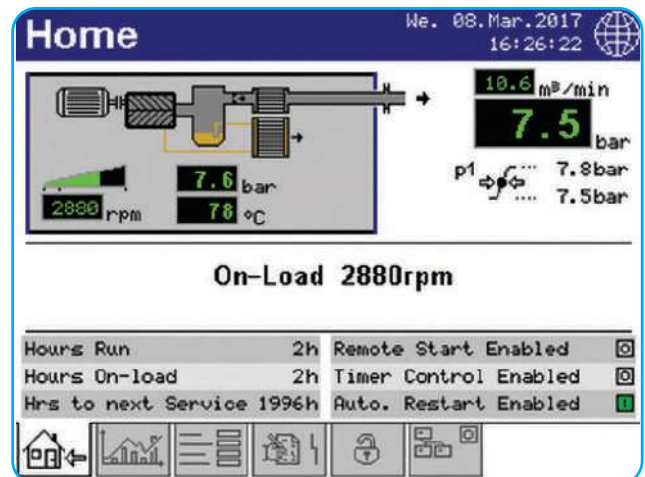 Home
We. 08.Mar.2017
16:26:22
10.6 m³/min
7.5 bar
p1 7.8bar
7.5bar
7.6 bar
2880 rpm 78 °C
On-Load 2880rpm
Hours Run 2h Remote Start Enabled
Hours On-load 2h Timer Control Enabled
Hrs to next Service 1996h Auto. Restart Enabled